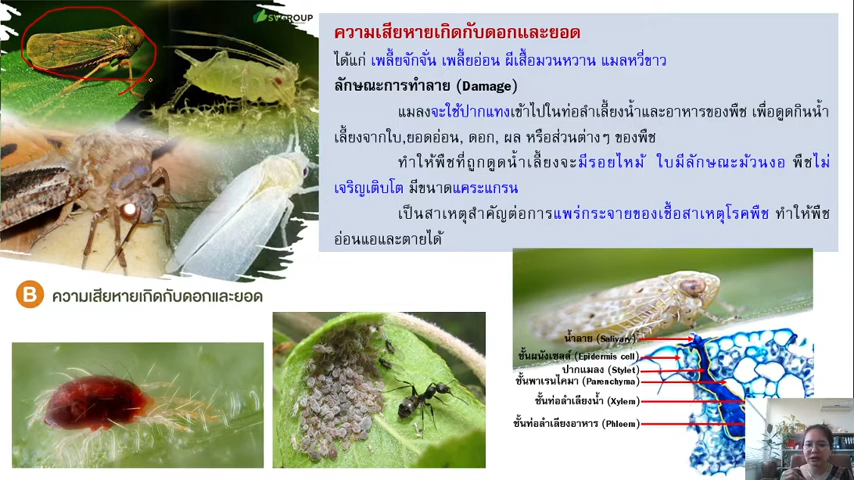 SVGROUP
ความเสียหายเกิดกับดอกและยอด
ได้แก่ เพลี้ยจักจั่น เพลี้ยอ่อน ผีเสื้อมวนหวาน แมลหวี่ขาว
ลักษณะการทำลาย (Damage)
แมลงจะใช้ปากแทงเข้าไปในท่อลำเลี้ยงน้ำและอาหารของพืช เพื่อดูดกินน้ำ
เลี้ยงจากใบ,ยอดอ่อน, ดอก, ผล หรือส่วนต่างๆ ของพืช
ทำให้พืชที่ถูกดูดน้ำเลี้ยงจะมีรอยไหม้ ใบมีลักษณะม้วนงอ พืชไม่
เจริญเติบโต มีขนาดแคระแกรน
เป็นสาเหตุสำคัญต่อการแพร่กระจายของเชื้อสาเหตุโรคพืช ทำให้พืช
อ่อนแอและตายได้
B ความเสียหายเกิดกับดอกและยอด
น้ำลาย (Salivary)
ชั้นผนังเซลล์ (Epidermis cell)
ปากแมลง (Stylet)
ชั้นพาเรนไคมา (Parenchyma)
ชั้นท่อลำเลียงน้ำ (Xylem)
ชั้นท่อลำเลียงอาหาร (Phloem)